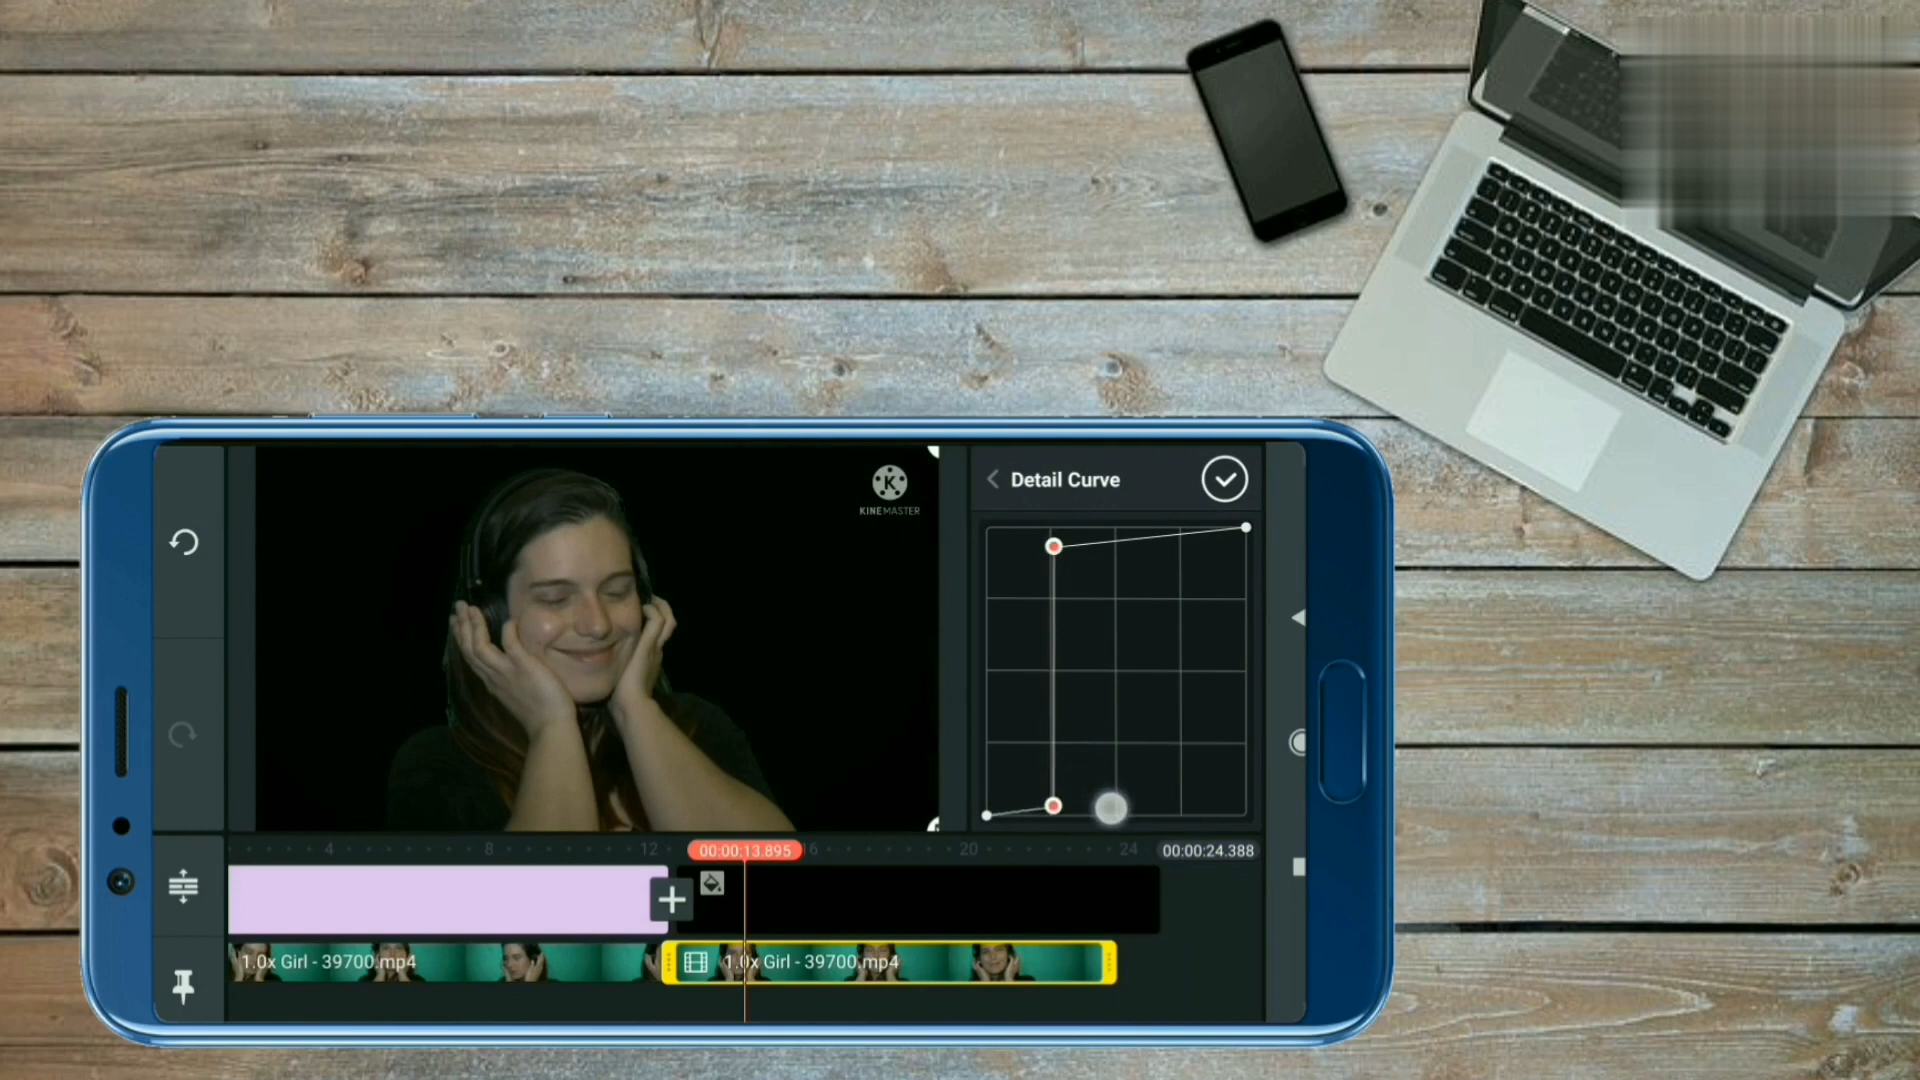 K
KINEMASTER
Detail Curve
4 8 12 16 20 24
00:00:13.895
00:00:24.388
1.0x Girl - 39700.mp4
1.0x Girl - 39700.mp4